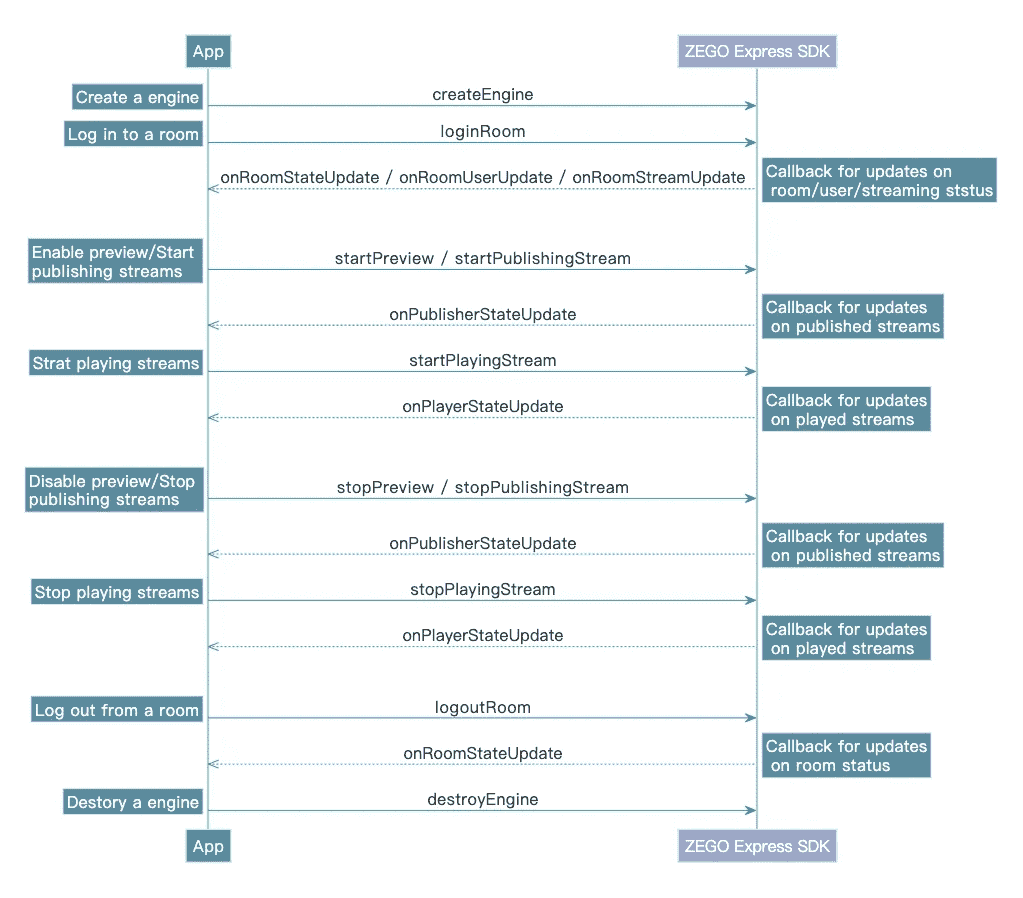 App
ZEGO Express SDK
Create a engine
createEngine
Log in to a room
loginRoom
onRoomStateUpdate / onRoomUserUpdate / onRoomStreamUpdate
Callback for updates on
room/user/streaming ststus
Enable preview/Start
publishing streams
startPreview / startPublishingStream
onPublisherStateUpdate
Callback for updates
on published streams
Strat playing streams
startPlayingStream
onPlayerStateUpdate
Callback for updates
on played streams
Disable preview/Stop
publishing streams
stopPreview / stopPublishingStream
onPublisherStateUpdate
Callback for updates
on published streams
Stop playing streams
stopPlayingStream
onPlayerStateUpdate
Callback for updates
on played streams
Log out from a room
logoutRoom
onRoomStateUpdate
Callback for updates
on room status
Destory a engine
destroyEngine
App
ZEGO Express SDK